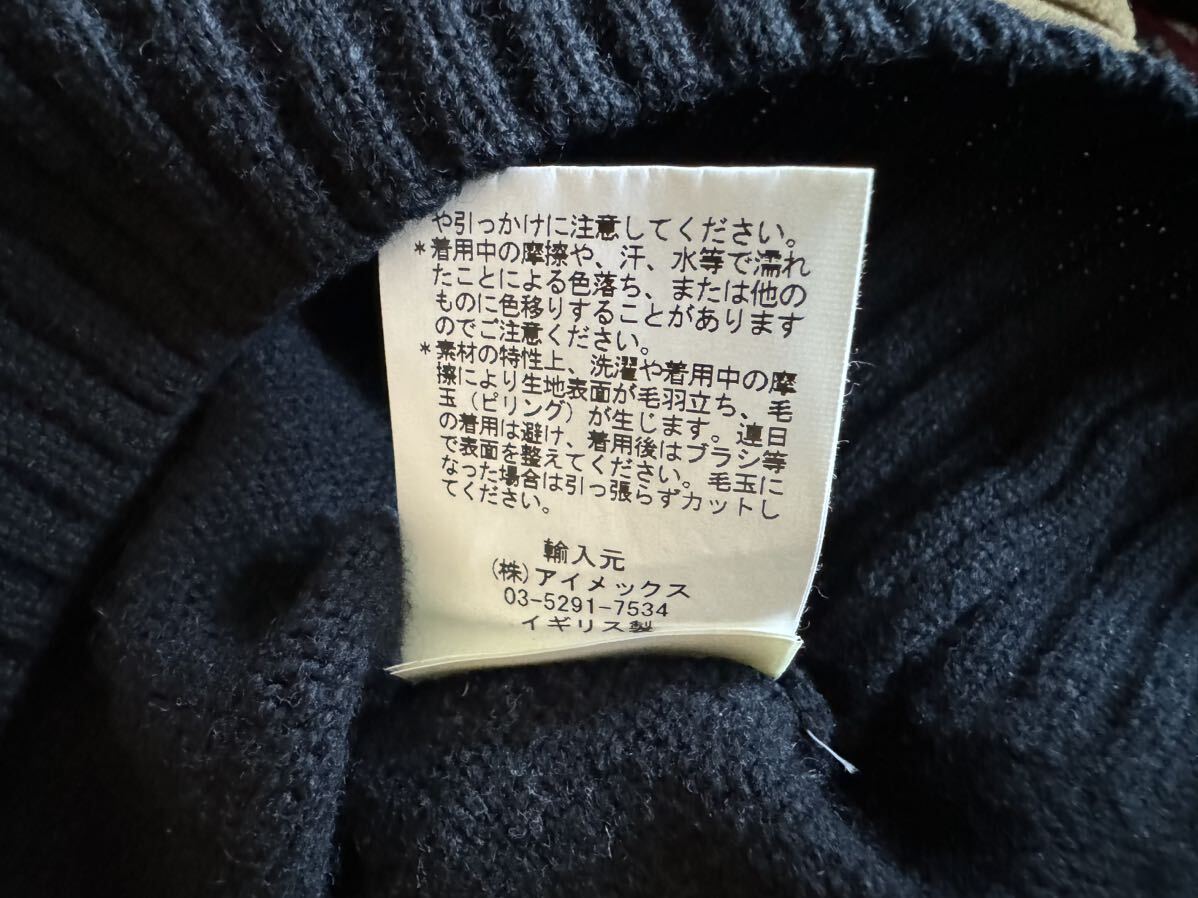 や引っかけに注意してください。
*着用中の摩擦や、汗、水等で濡れ
たことによる色落ち、または他の
ものに色移りすることがあります
のでご注意ください。
*素材の特性上、洗濯や着用中の摩
擦により生地表面が毛羽立ち、毛
玉(ピリング)が生じます。連日
の着用は避け、着用後はブラシ等
で表面を整えてください。毛玉に
なった場合は引っ張らずカットし
てください。
輸入元
(株)アイメックス
03-5291-7534
イギリス製